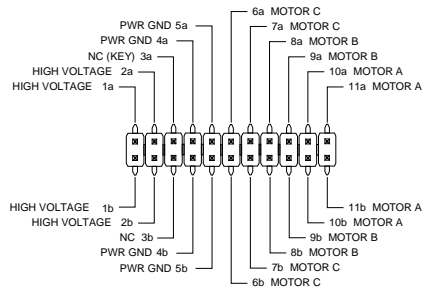 6a MOTOR C
PWR GND 5a
7a MOTOR C
PWR GND 4a
8a MOTOR B
NC (KEY) 3a
9a MOTOR B
HIGH VOLTAGE 2a
10a MOTOR A
HIGH VOLTAGE 1a
11a MOTOR A
HIGH VOLTAGE 1b
11b MOTOR A
HIGH VOLTAGE 2b
10b MOTOR A
NC 3b
9b MOTOR B
PWR GND 4b
8b MOTOR B
PWR GND 5b
7b MOTOR C
6b MOTOR C